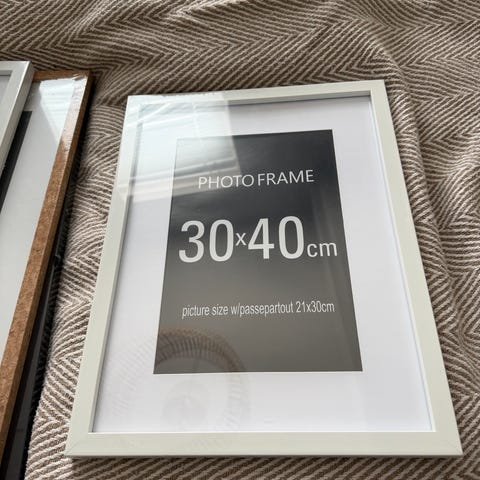 PHOTO FRAME
30x40cm
picture size w/passepartout 21x30cm